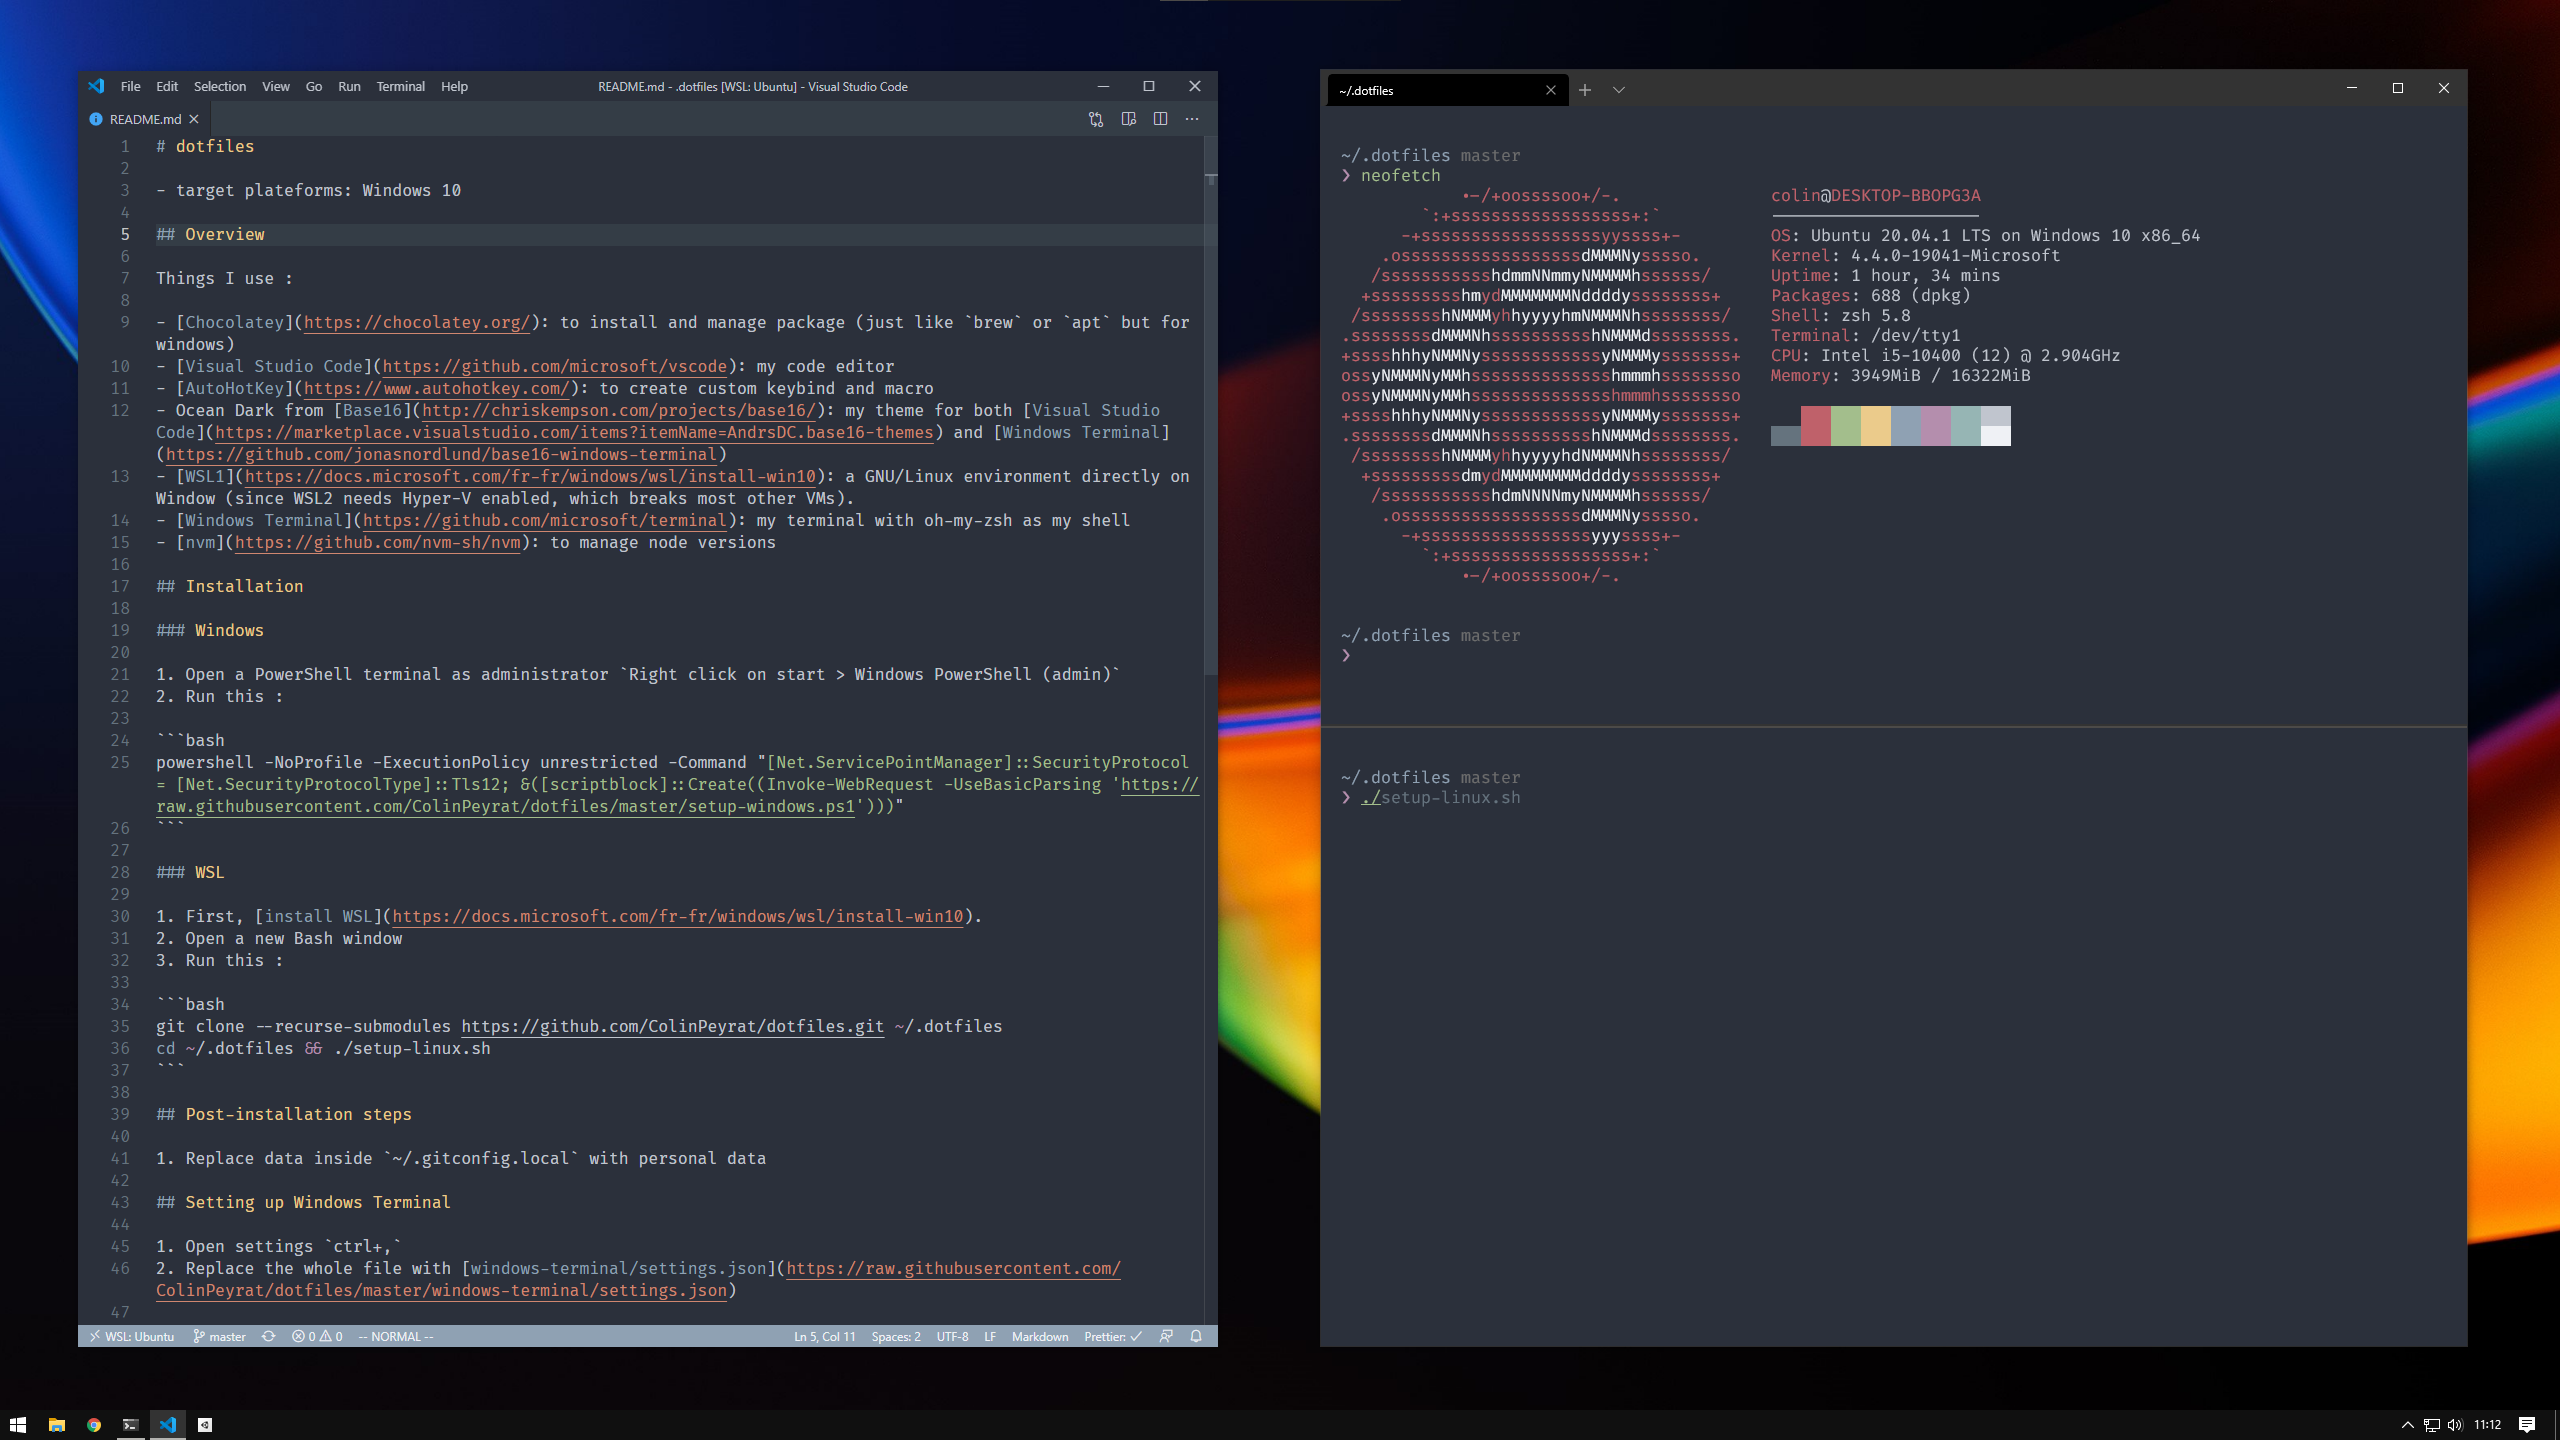 File Edit Selection View Go Run Terminal Help README.md - .dotfiles [WSL: Ubuntu] - Visual Studio Code
README.md
1 # dotfiles
2
3 - target plateforms: Windows 10
4
5 ## Overview
6
7 Things I use :
8
9 - [Chocolatey](https://chocolatey.org/): to install and manage package (just like `brew` or `apt` but for
windows)
10 - [Visual Studio Code](https://github.com/microsoft/vscode): my code editor
11 - [AutoHotKey](https://www.autohotkey.com/): to create custom keybind and macro
12 - Ocean Dark from [Base16](http://chriskempson.com/projects/base16/): my theme for both [Visual Studio
Code](https://marketplace.visualstudio.com/items?itemName=AndrsDC.base16-themes) and [Windows Terminal]
(https://github.com/jonasnordlund/base16-windows-terminal)
13 - [WSL1](https://docs.microsoft.com/fr-fr/windows/wsl/install-win10): a GNU/Linux environment directly on
Window (since WSL2 needs Hyper-V enabled, which breaks most other VMs).
14 - [Windows Terminal](https://github.com/microsoft/terminal): my terminal with oh-my-zsh as my shell
15 - [nvm](https://github.com/nvm-sh/nvm): to manage node versions
16
17 ## Installation
18
19 ### Windows
20
21 1. Open a PowerShell terminal as administrator `Right click on start > Windows PowerShell (admin)`
22 2. Run this :
23
24 ```bash
25 powershell -NoProfile -ExecutionPolicy unrestricted -Command "[Net.ServicePointManager]::SecurityProtocol
= [Net.SecurityProtocolType]::Tls12; &([scriptblock]::Create((Invoke-WebRequest -UseBasicParsing 'https://
raw.githubusercontent.com/ColinPeyrat/dotfiles/master/setup-windows.ps1')))"
26 ```
27
28 ### WSL
29
30 1. First, [install WSL](https://docs.microsoft.com/fr-fr/windows/wsl/install-win10).
31 2. Open a new Bash window
32 3. Run this :
33
34 ```bash
35 git clone --recurse-submodules https://github.com/ColinPeyrat/dotfiles.git ~/.dotfiles
36 cd ~/.dotfiles && ./setup-linux.sh
37 ```
38
39 ## Post-installation steps
40
41 1. Replace data inside `~/.gitconfig.local` with personal data
42
43 ## Setting up Windows Terminal
44
45 1. Open settings `ctrl+,`
46 2. Replace the whole file with [windows-terminal/settings.json](https://raw.githubusercontent.com/
ColinPeyrat/dotfiles/master/windows-terminal/settings.json)
47
WSL: Ubuntu master 0 0 -- NORMAL -- Ln 5, Col 11 Spaces: 2 UTF-8 LF Markdown Prettier: ✓
~/.dotfiles
~/.dotfiles master
❯ neofetch
•-/+oossssoo+/-.
`:+ssssssssssssssssss+:`
-+ssssssssssssssssssyyssss+-
.ossssssssssssssssssdMMMNysssso.
/ssssssssssshdmmNNmmyNMMMMhssssss/
+ssssssssshmydMMMMMMMNddddyssssssss+
/sssssssshNMMMyhhyyyyhmNMMMNhssssssss/
.ssssssssdMMMNhsssssssssshNMMMdssssssss.
+sssshhhyNMMNyssssssssssssyNMMMysssssss+
ossyNMMMNyMMhsssssssssssssshmmmhssssssso
ossyNMMMNyMMhsssssssssssssshmmmhssssssso
+sssshhhyNMMNyssssssssssssyNMMMysssssss+
.ssssssssdMMMNhsssssssssshNMMMdssssssss.
/sssssssshNMMMyhhyyyyhdNMMMNhssssssss/
+sssssssssdmydMMMMMMMMddddyssssssss+
/ssssssssssshdmNNNNmyNMMMMhssssss/
.ossssssssssssssssssdMMMNysssso.
-+sssssssssssssssssyyyssss+-
`:+ssssssssssssssssss+:`
•-/+oossssoo+/-.
colin@DESKTOP-BBOPG3A
---------------------
OS: Ubuntu 20.04.1 LTS on Windows 10 x86_64
Kernel: 4.4.0-19041-Microsoft
Uptime: 1 hour, 34 mins
Packages: 688 (dpkg)
Shell: zsh 5.8
Terminal: /dev/tty1
CPU: Intel i5-10400 (12) @ 2.904GHz
Memory: 3949MiB / 16322MiB
~/.dotfiles master
❯
~/.dotfiles master
❯ ./setup-linux.sh
11:12